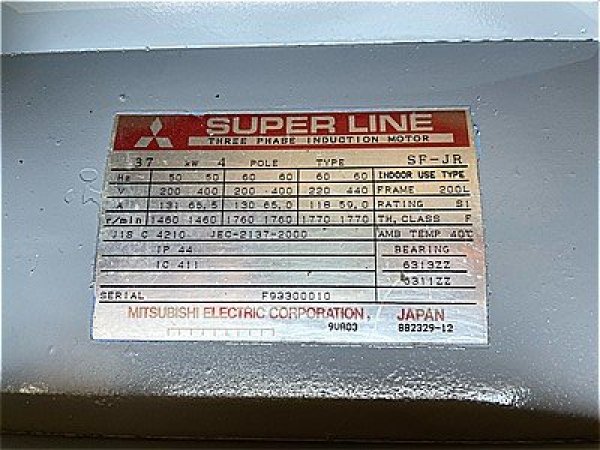 SUPER LINE
THREE PHASE INDUCTION MOTOR
37 kW 4 POLE TYPE SF-JR
Hz 50 50 60 60 60 60 INDOOR USE TYPE
V 200 400 200 400 220 440 FRAME 200L
A 131 65.5 130 65.0 118 59.0 RATING S1
r/min 1460 1460 1760 1760 1770 1770 TH. CLASS F
JIS C 4210 JEC-2137-2000 AMB TEMP 40℃
IP 44 BEARING
IC 411 6313ZZ
6311ZZ
SERIAL F93300010
MITSUBISHI ELECTRIC CORPORATION. JAPAN
9VA03 882329-12